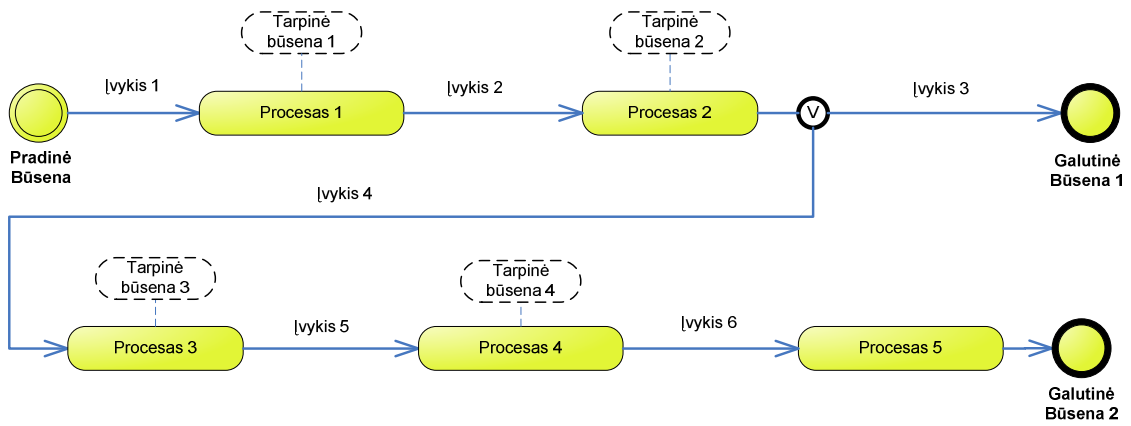 Tarpinė
būsena 1
Tarpinė
būsena 2
Įvykis 1
Įvykis 2
Įvykis 3
Procesas 1
Procesas 2
V
Pradinė
Būsena
Galutinė
Būsena 1
Įvykis 4
Tarpinė
būsena 3
Tarpinė
būsena 4
Įvykis 5
Įvykis 6
Procesas 3
Procesas 4
Procesas 5
Galutinė
Būsena 2